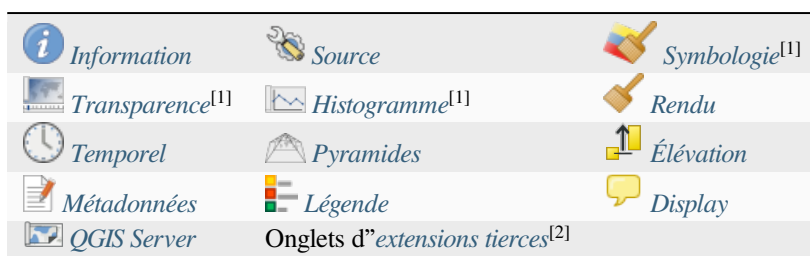 Information Source Symbologie[1]
Transparence[1] Histogramme[1] Rendu
Temporel Pyramides Élévation
Métadonnées Légende Display
QGIS Server Onglets d”extensions tierces[2]